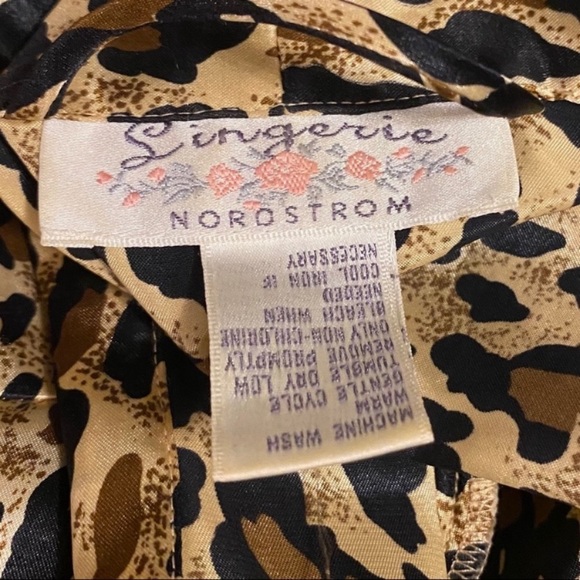 Lingerie
NORDSTROM
MACHINE WASH
WARM
GENTLE CYCLE
TUMBLE DRY LOW
REMOVE PROMPTLY
ONLY NON-CHLORINE
BLEACH WHEN
NEEDED
COOL IRON IF
NECESSARY